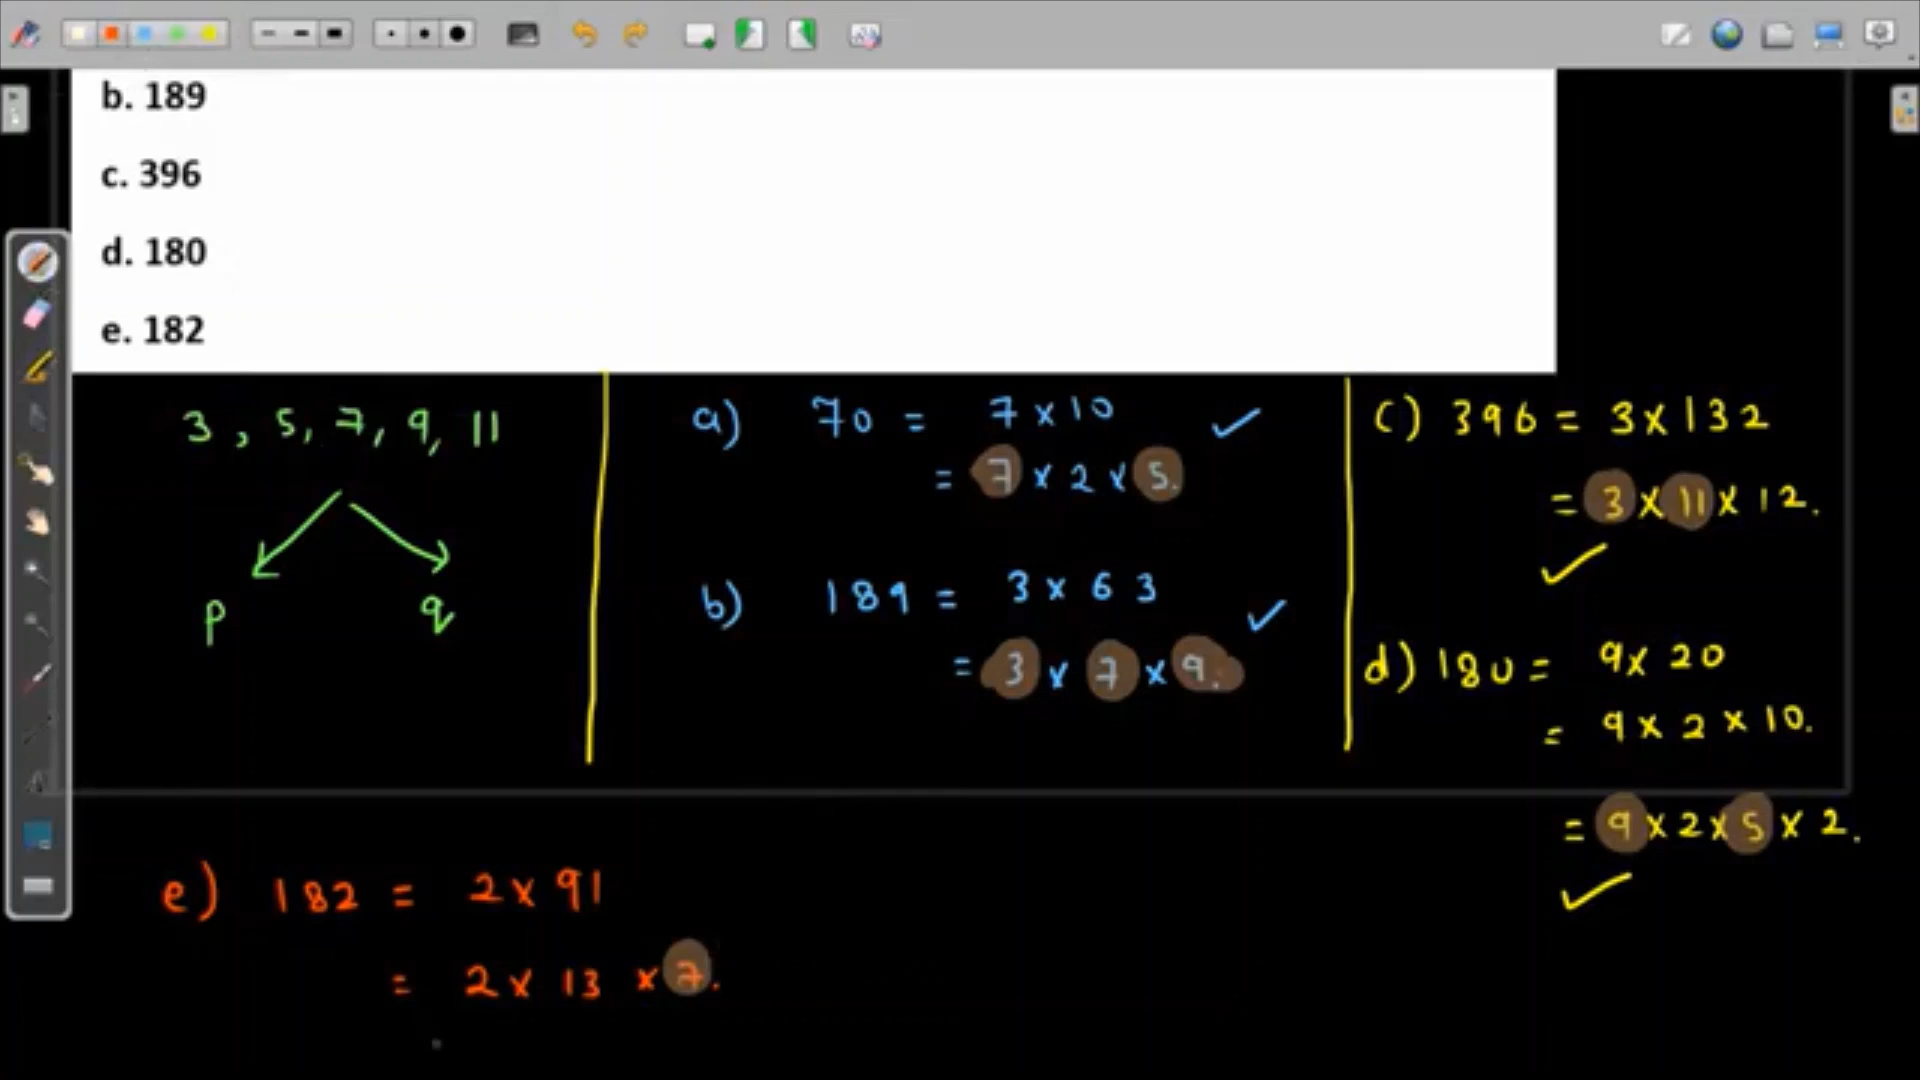 b. 189
c. 396
d. 180
e. 182
3, 5, 7, 9, 11
p q
a) 70 = 7 x 10 ✓
= 7 x 2 x 5.
b) 189 = 3 x 63 ✓
= 3 x 7 x 9.
c) 396 = 3 x 132
= 3 x 11 x 12.
✓
d) 180 = 9 x 20
= 9 x 2 x 10.
= 9 x 2 x 5 x 2.
✓
e) 182 = 2 x 91
= 2 x 13 x 7.